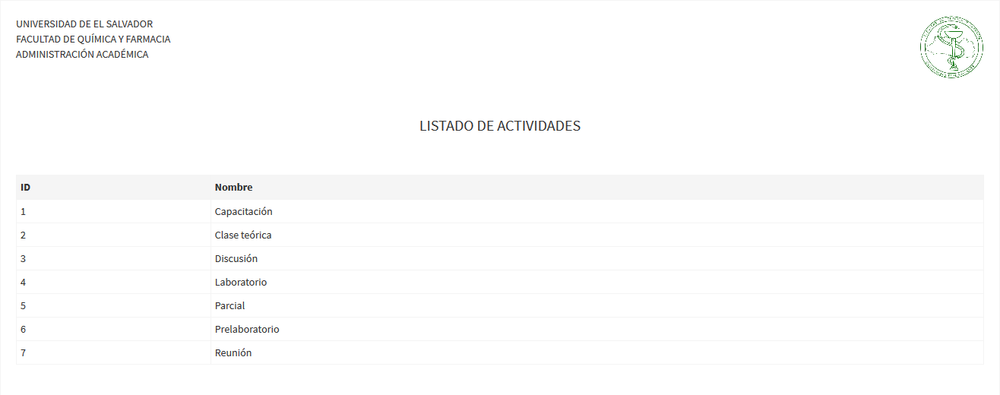 UNIVERSIDAD DE EL SALVADOR
FACULTAD DE QUÍMICA Y FARMACIA
ADMINISTRACIÓN ACADÉMICA
LISTADO DE ACTIVIDADES
ID Nombre
1 Capacitación
2 Clase teórica
3 Discusión
4 Laboratorio
5 Parcial
6 Prelaboratorio
7 Reunión